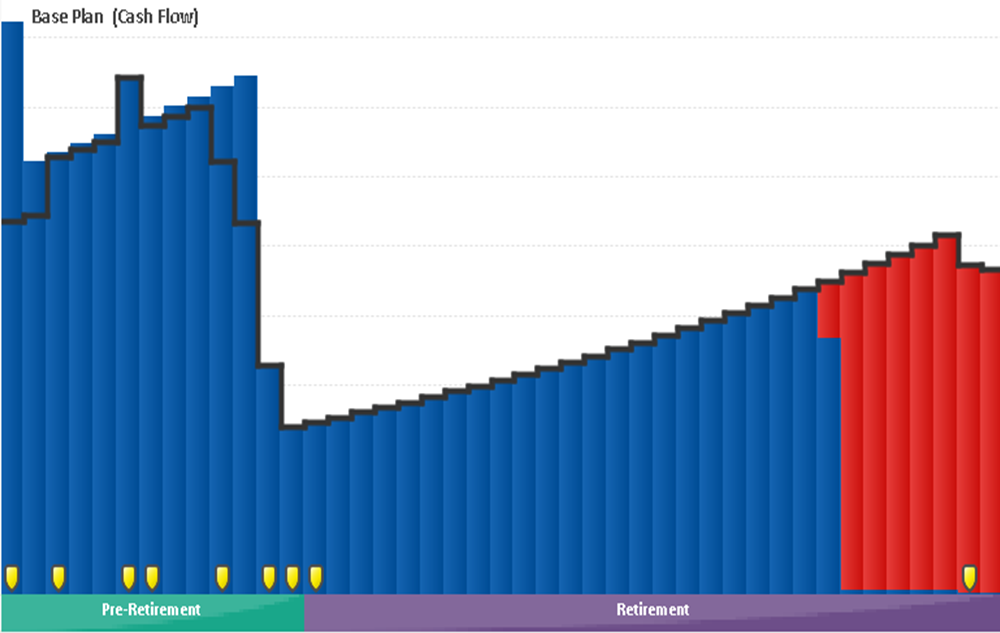 Base Plan (Cash Flow)
Pre-Retirement
Retirement